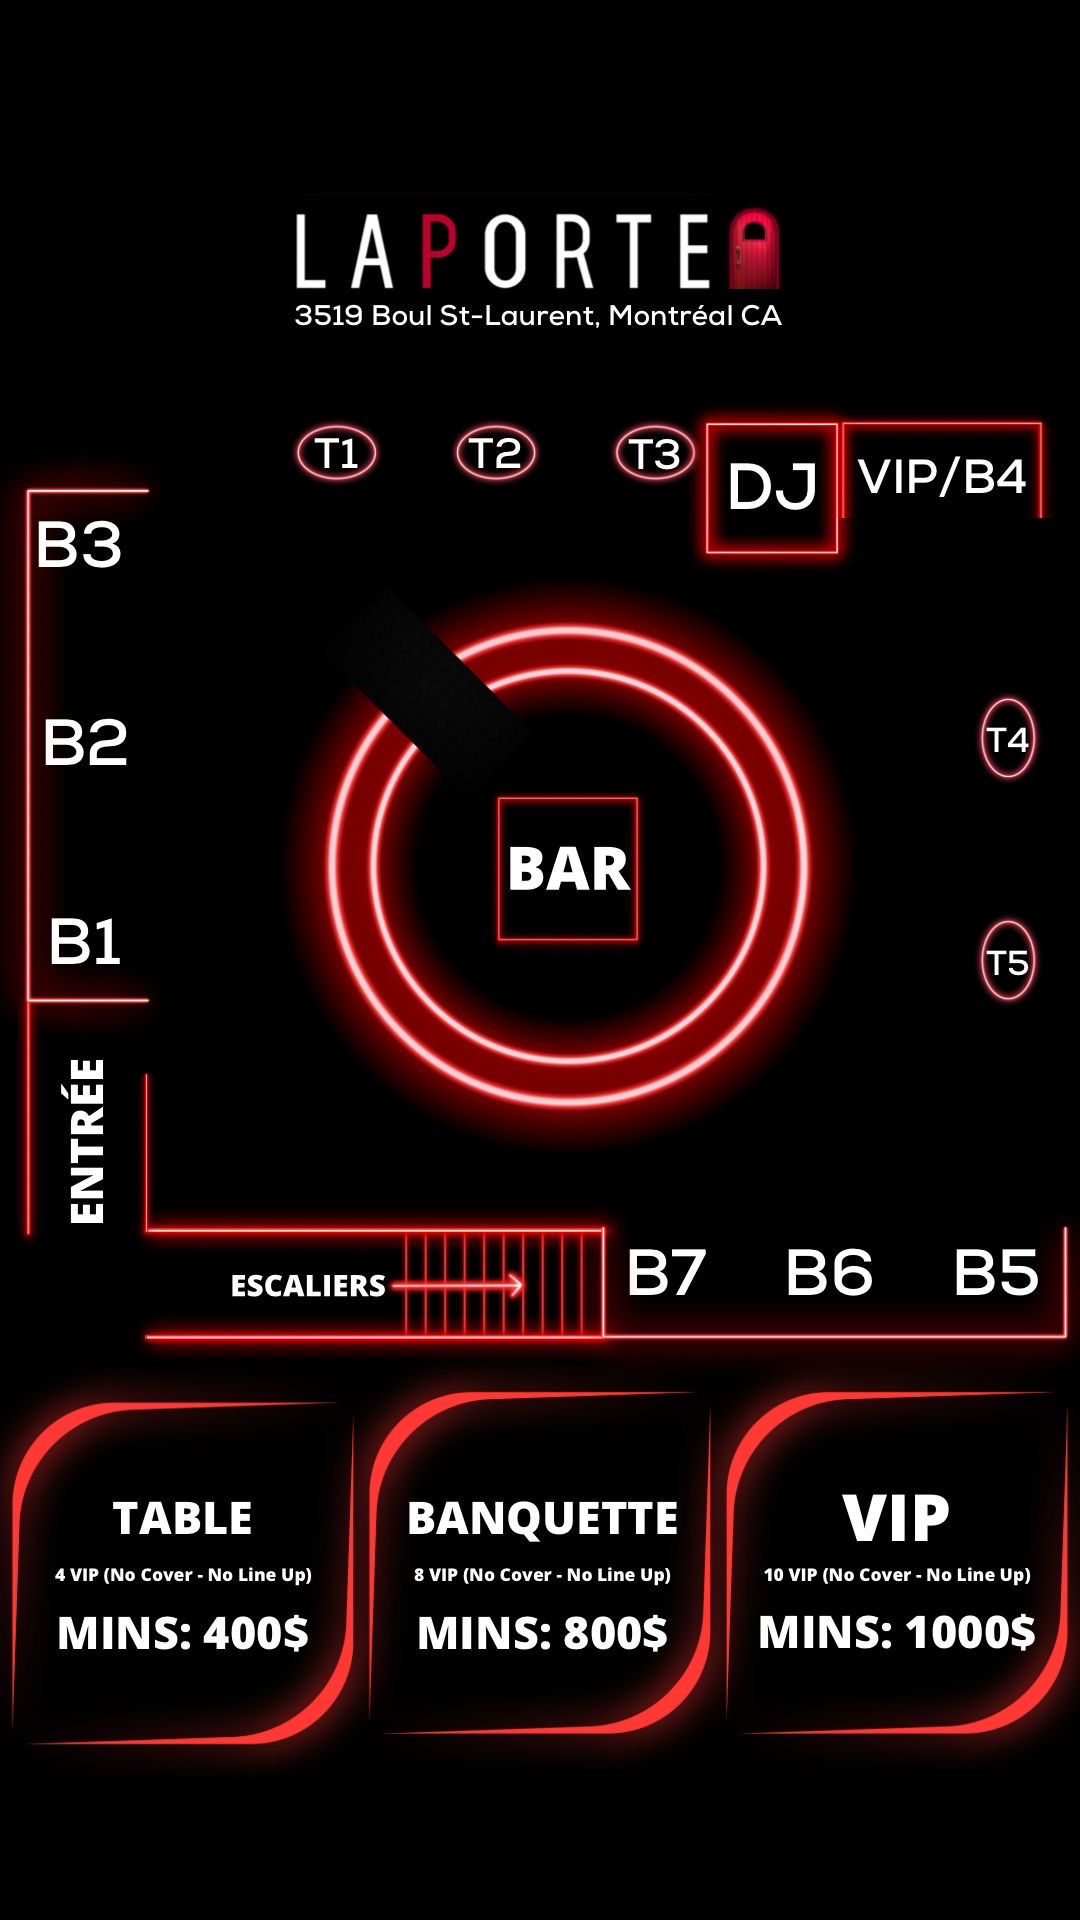 LAPORTE
3519 Boul St-Laurent, Montréal CA
T1 T2 T3 DJ VIP/B4
B3
B2
T4
BAR
B1
T5
ENTRÉE
ESCALIERS
B7 B6 B5
TABLE
4 VIP (No Cover - No Line Up)
MINS: 400$
BANQUETTE
8 VIP (No Cover - No Line Up)
MINS: 800$
VIP
10 VIP (No Cover - No Line Up)
MINS: 1000$